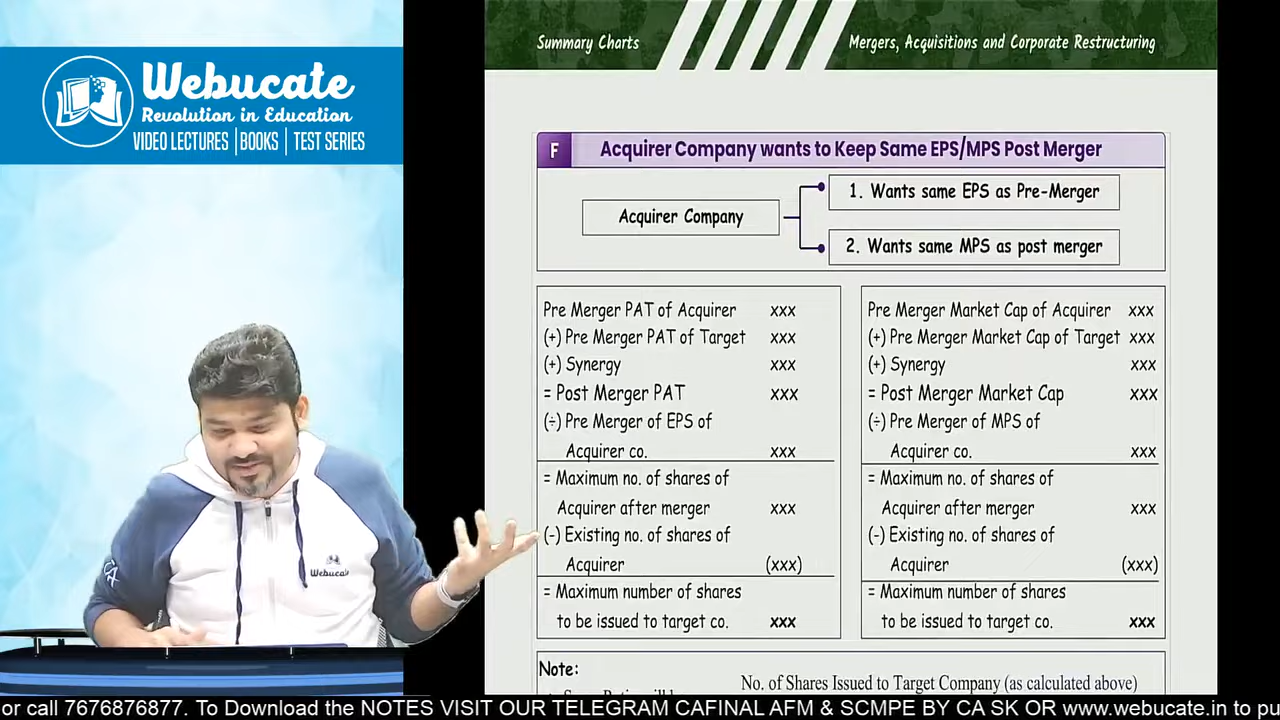 Webucate
Revolution in Education
VIDEO LECTURES | BOOKS | TEST SERIES
Summary Charts
Mergers, Acquisitions and Corporate Restructuring
F Acquirer Company wants to Keep Same EPS/MPS Post Merger
Acquirer Company
1. Wants same EPS as Pre-Merger
2. Wants same MPS as post merger
Pre Merger PAT of Acquirer xxx
(+) Pre Merger PAT of Target xxx
(+) Synergy xxx
= Post Merger PAT xxx
(÷) Pre Merger of EPS of
Acquirer co. xxx
= Maximum no. of shares of
Acquirer after merger xxx
(-) Existing no. of shares of
Acquirer (xxx)
= Maximum number of shares
to be issued to target co. xxx
Pre Merger Market Cap of Acquirer xxx
(+) Pre Merger Market Cap of Target xxx
(+) Synergy xxx
= Post Merger Market Cap xxx
(÷) Pre Merger of MPS of
Acquirer co. xxx
= Maximum no. of shares of
Acquirer after merger xxx
(-) Existing no. of shares of
Acquirer (xxx)
= Maximum number of shares
to be issued to target co. xxx
Note:
No. of Shares Issued to Target Company (as calculated above)
Webucate
or call 7676876877. To Download the NOTES VISIT OUR TELEGRAM CAFINAL AFM & SCMPE BY CA SK OR www.webucate.in to pu